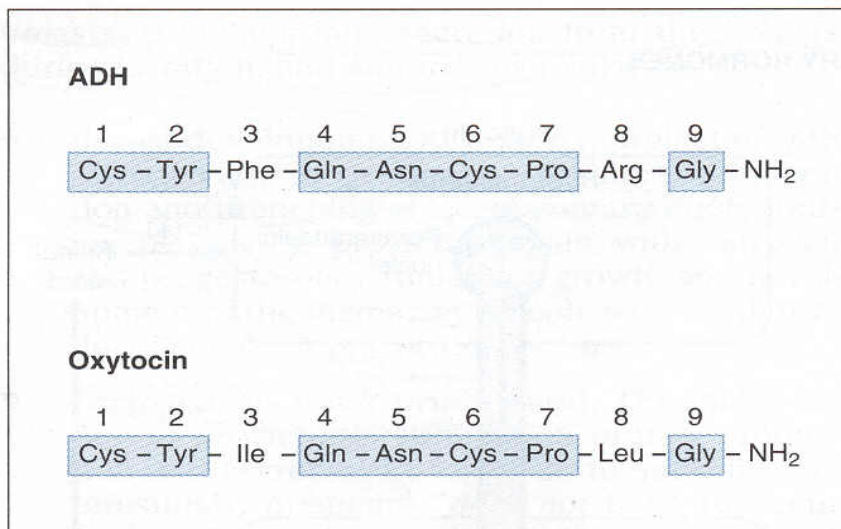 ADH
1 2 3 4 5 6 7 8 9
Cys – Tyr – Phe – Gln – Asn – Cys – Pro – Arg – Gly – NH₂
Oxytocin
1 2 3 4 5 6 7 8 9
Cys – Tyr – Ile – Gln – Asn – Cys – Pro – Leu – Gly – NH₂